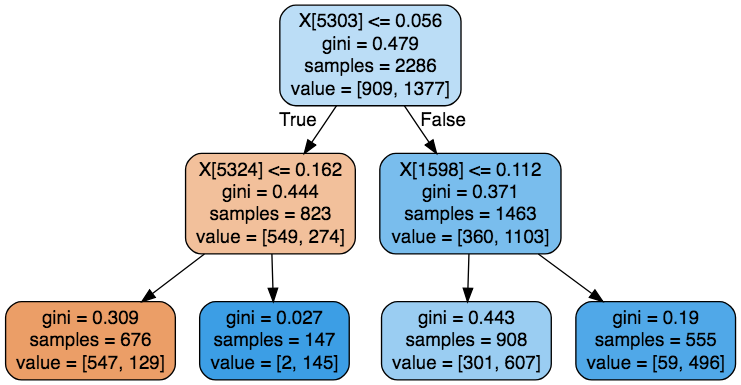 X[5303] <= 0.056
gini = 0.479
samples = 2286
value = [909, 1377]
True
False
X[5324] <= 0.162
gini = 0.444
samples = 823
value = [549, 274]
X[1598] <= 0.112
gini = 0.371
samples = 1463
value = [360, 1103]
gini = 0.309
samples = 676
value = [547, 129]
gini = 0.027
samples = 147
value = [2, 145]
gini = 0.443
samples = 908
value = [301, 607]
gini = 0.19
samples = 555
value = [59, 496]